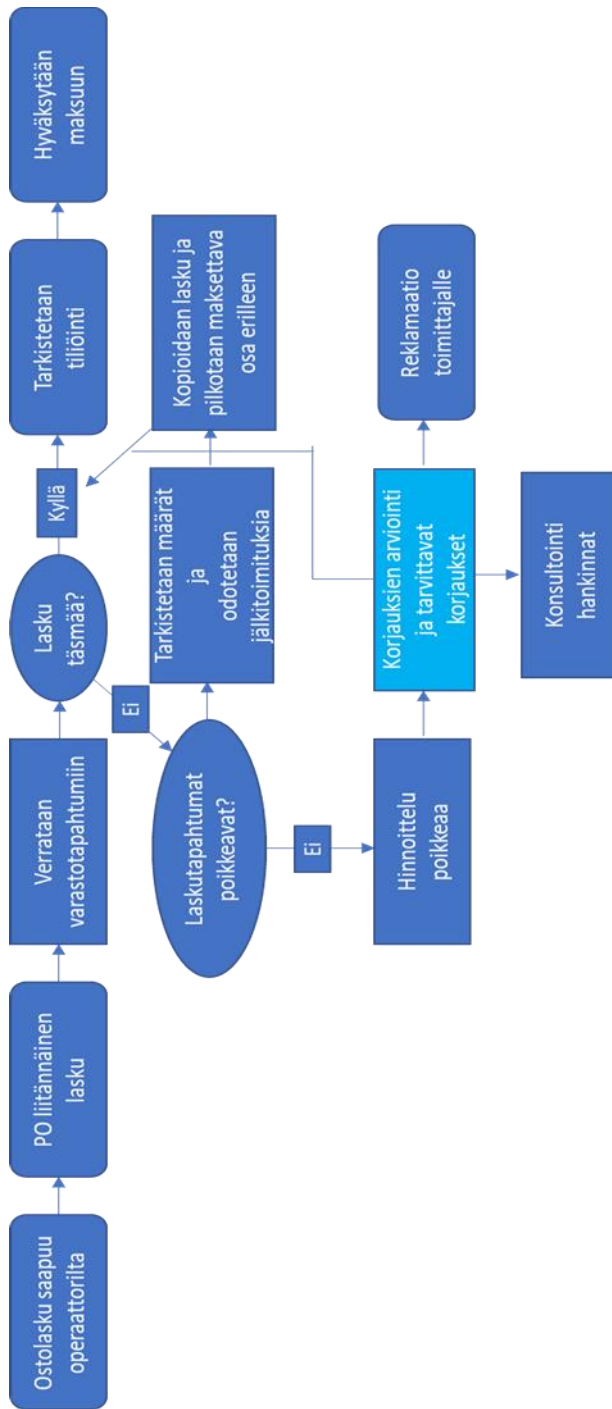 Ostolasku saapuu
operaattorilta
PO liitännäinen
lasku
Verrataan
varastotapahtumiin
Lasku
täsmää?
Kyllä
Tarkistetaan
tiliöinti
Hyväksytään
maksuun
Ei
Laskutapahtumat
poikkeavat?
Tarkistetaan määrät
ja
odotetaan
jälkitoimituksia
Kopioidaan lasku ja
pilkotaan maksettava
osa erilleen
Ei
Hinnoittelu
poikkeaa
Korjauksien arviointi
ja tarvittavat
korjaukset
Reklamaatio
toimittajalle
Konsultointi
hankinnat